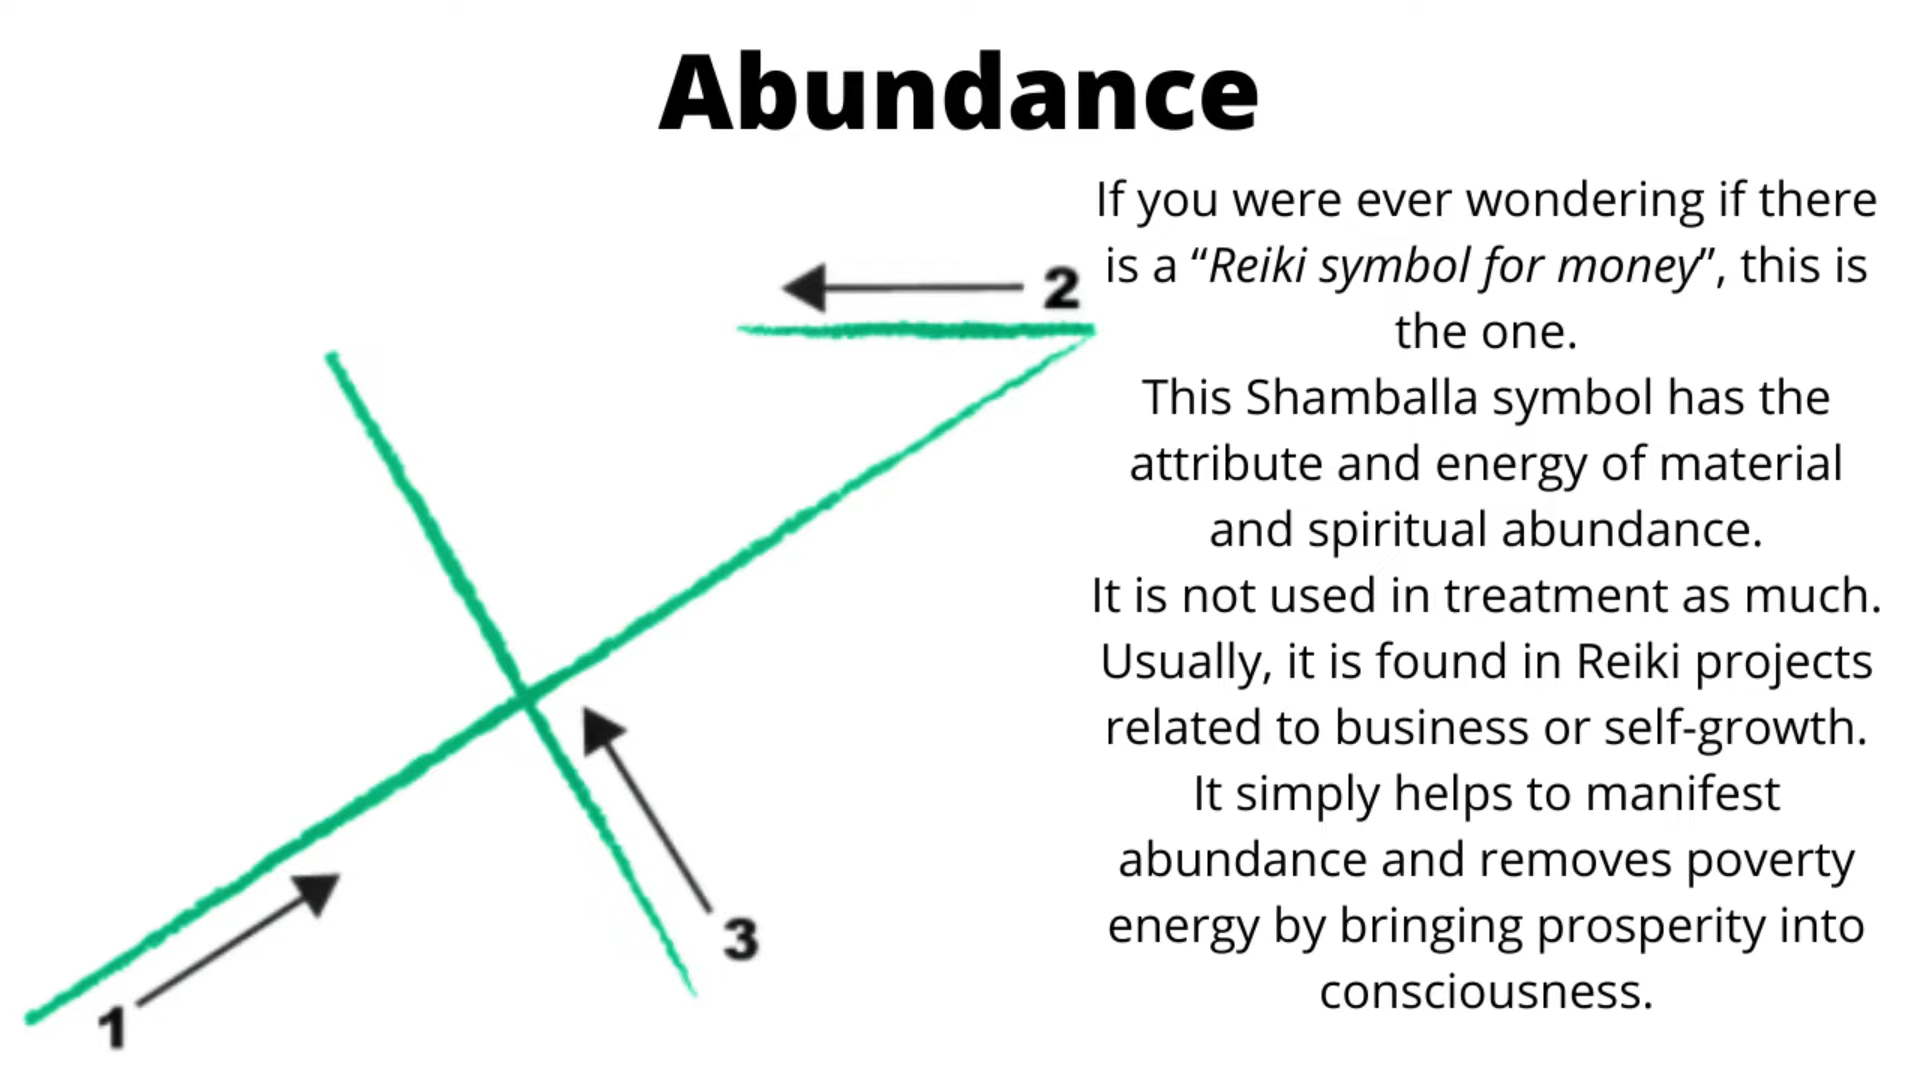 Abundance
If you were ever wondering if there
is a “Reiki symbol for money”, this is
the one.
This Shamballa symbol has the
attribute and energy of material
and spiritual abundance.
It is not used in treatment as much.
Usually, it is found in Reiki projects
related to business or self-growth.
It simply helps to manifest
abundance and removes poverty
energy by bringing prosperity into
consciousness.
2
3
1